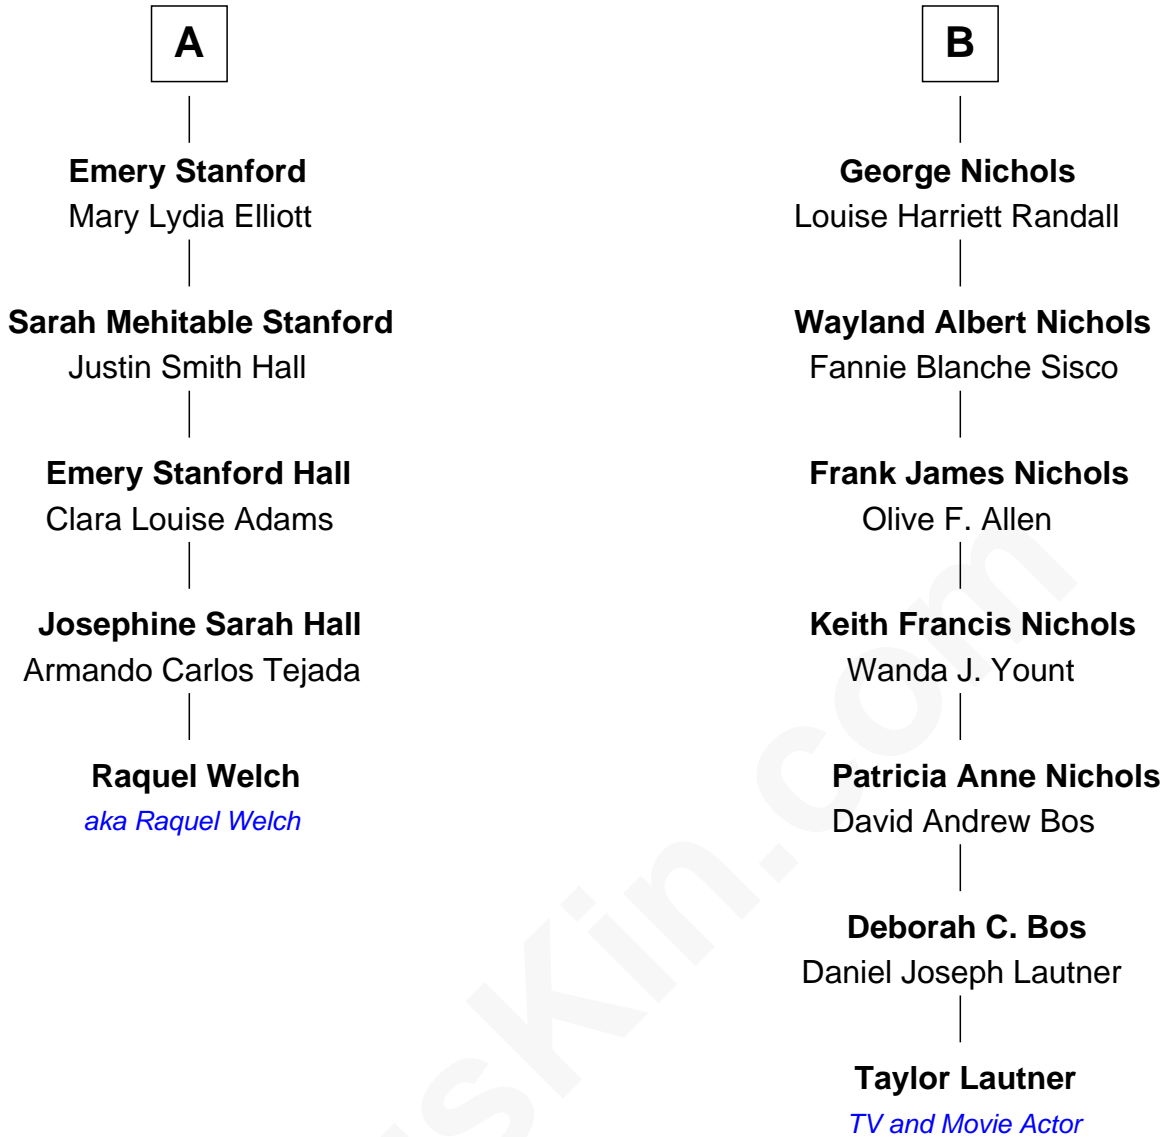 A
Emery Stanford
Mary Lydia Elliott
Sarah Mehitable Stanford
Justin Smith Hall
Emery Stanford Hall
Clara Louise Adams
Josephine Sarah Hall
Armando Carlos Tejada
Raquel Welch
aka Raquel Welch
B
George Nichols
Louise Harriett Randall
Wayland Albert Nichols
Fannie Blanche Sisco
Frank James Nichols
Olive F. Allen
Keith Francis Nichols
Wanda J. Yount
Patricia Anne Nichols
David Andrew Bos
Deborah C. Bos
Daniel Joseph Lautner
Taylor Lautner
TV and Movie Actor